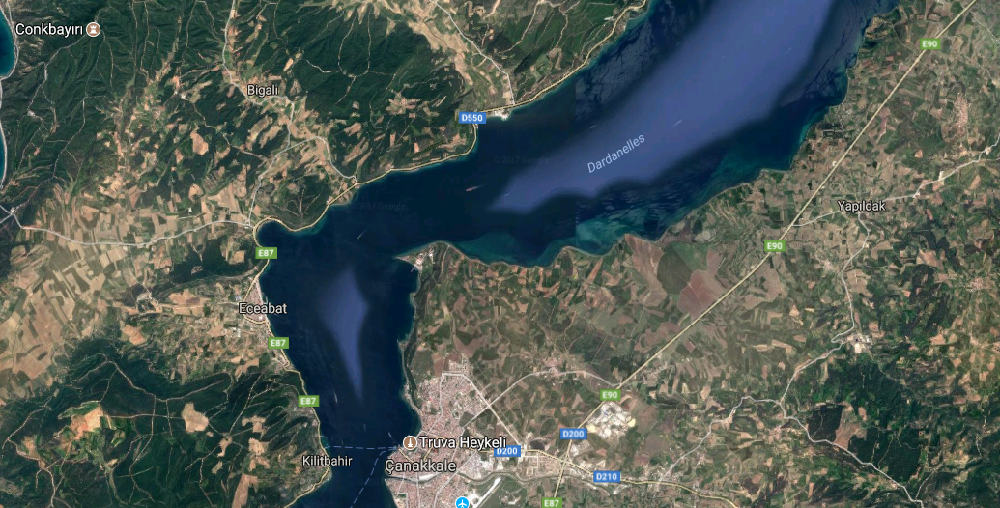 Conkbayırı
E90
Bigalı
D550
Dardanelles
Yapıldak
E87
E90
Eceabat
E87
E87
E90
D200
Truva Heykeli
D200
Kilitbahir
Çanakkale
D210
E87